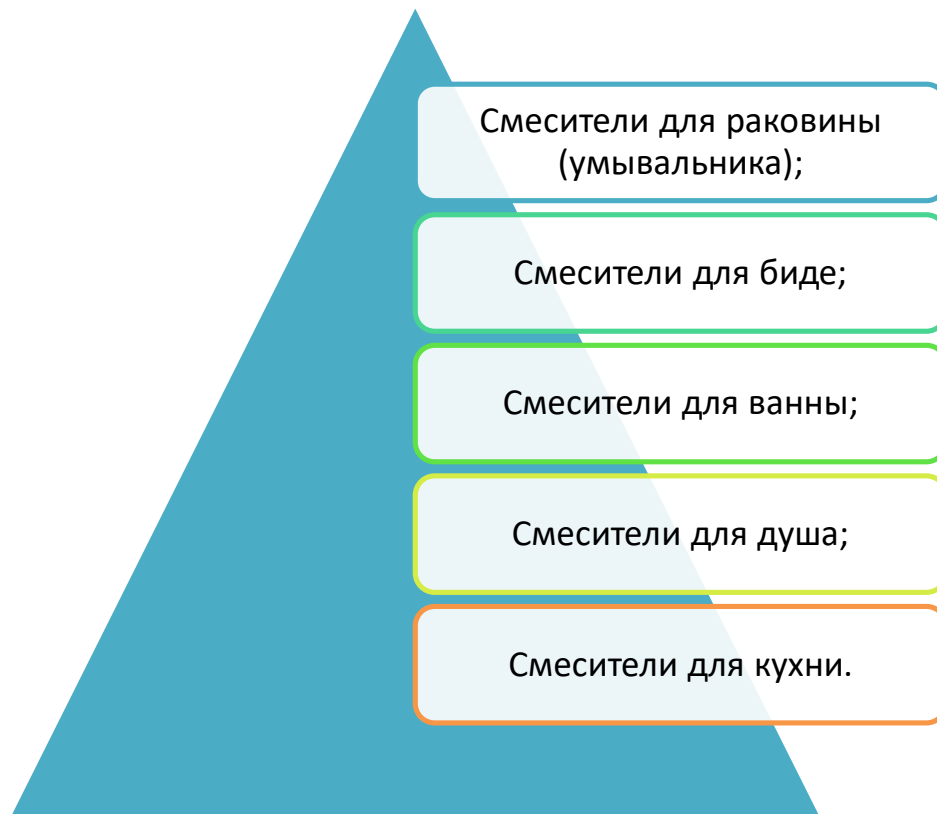 Смесители для раковины
(умывальника);
Смесители для биде;
Смесители для ванны;
Смесители для душа;
Смесители для кухни.